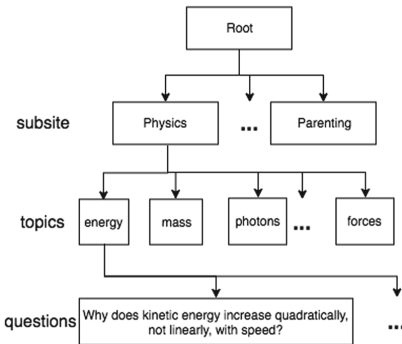 Root
subsite
Physics
...
Parenting
topics
energy
mass
photons
...
forces
questions
Why does kinetic energy increase quadratically,
not linearly, with speed?
...